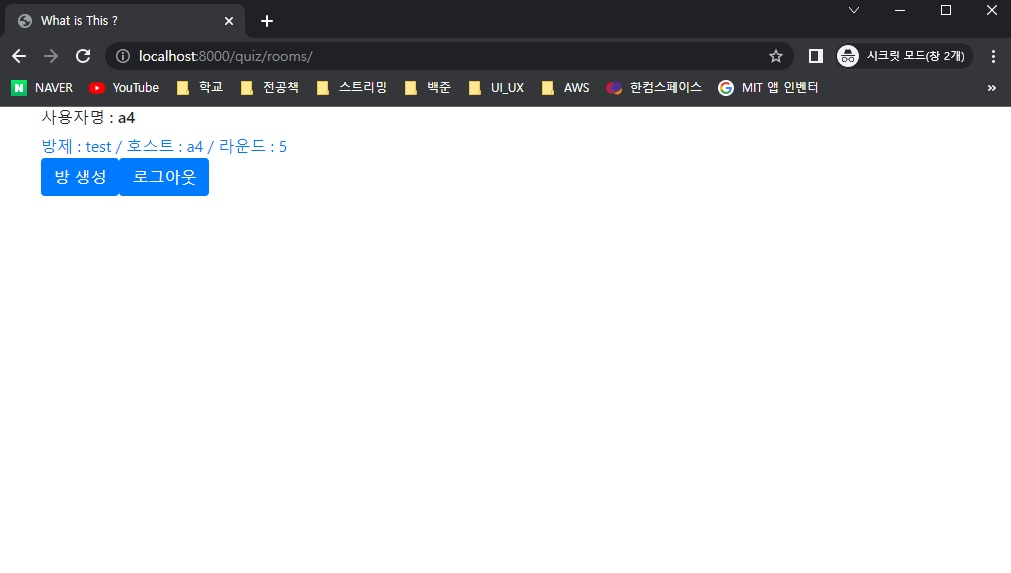 What is This ?
localhost:8000/quiz/rooms/
시크릿 모드(창 2개)
NAVER YouTube 학교 전공책 스트리밍 백준 UI_UX AWS 한컴스페이스 MIT 앱 인벤터 »
사용자명 : a4
방제 : test / 호스트 : a4 / 라운드 : 5
방 생성 로그아웃